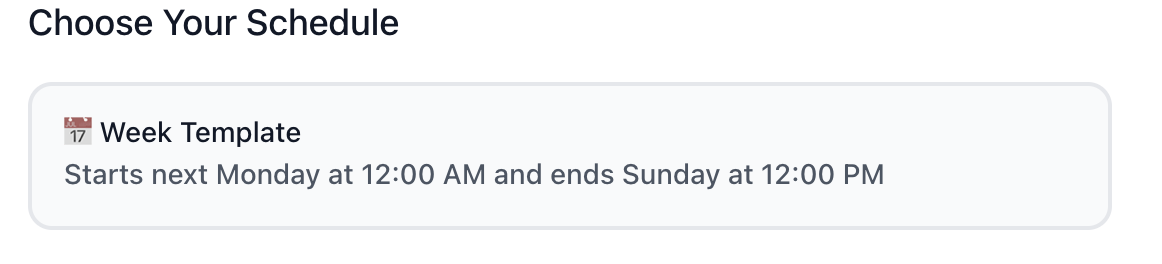 Choose Your Schedule
📅 Week Template
Starts next Monday at 12:00 AM and ends Sunday at 12:00 PM